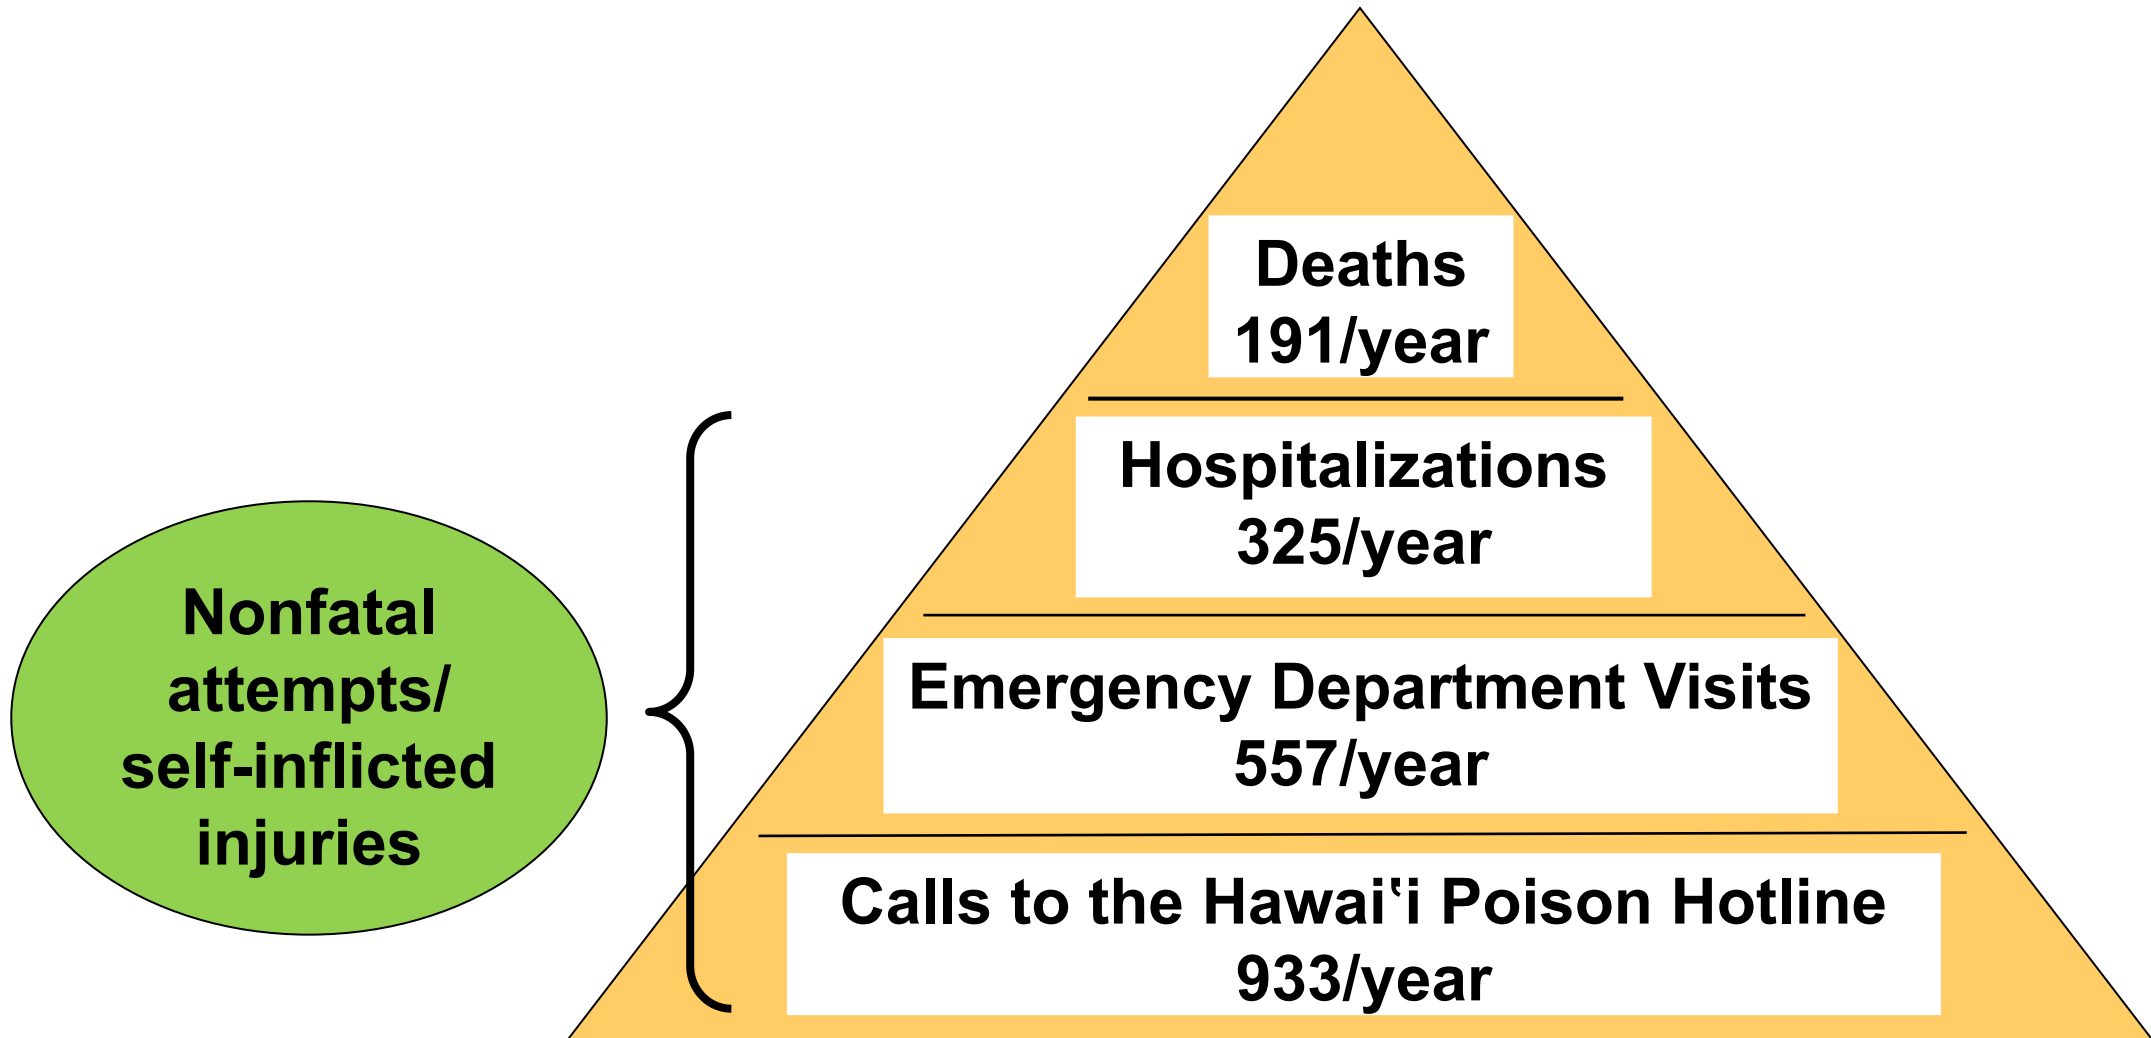 Deaths
191/year
Hospitalizations
325/year
Nonfatal
attempts/
self-inflicted
injuries
Emergency Department Visits
557/year
Calls to the Hawai‛i Poison Hotline
933/year